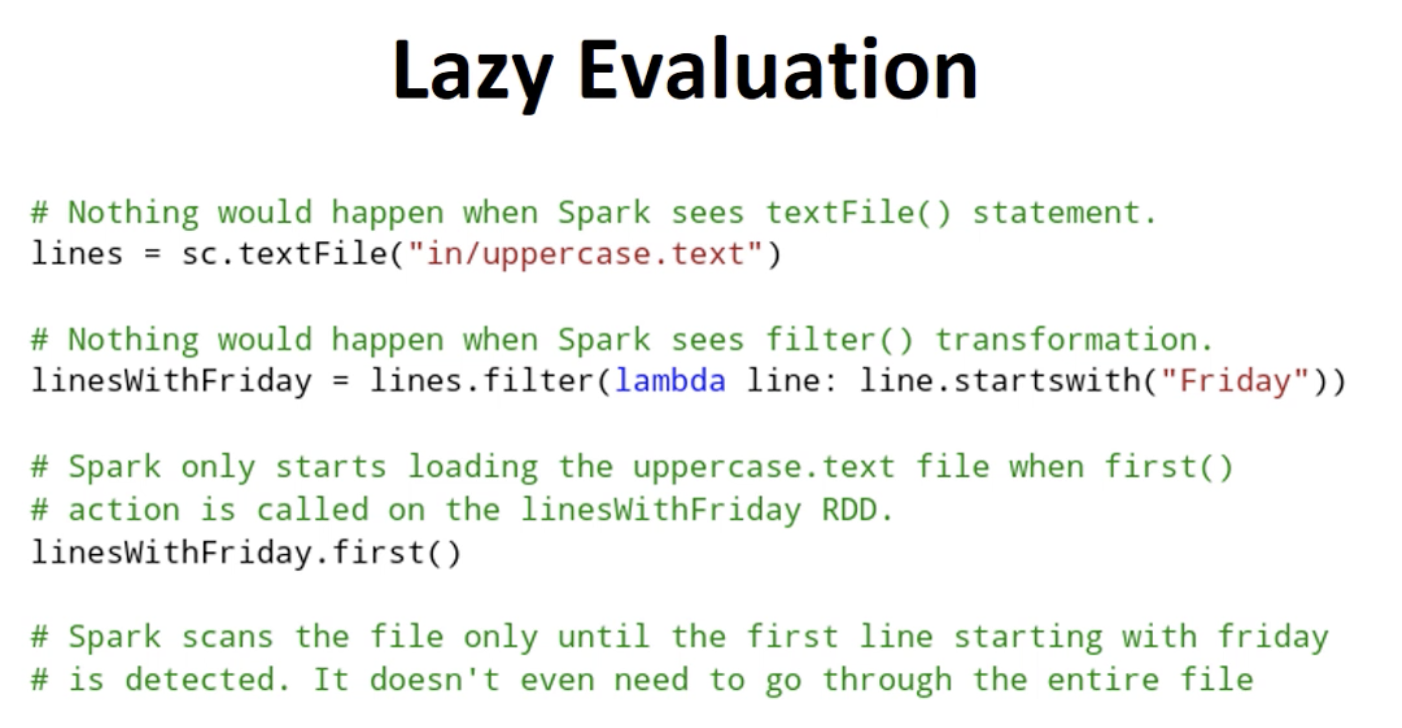 Lazy Evaluation
# Nothing would happen when Spark sees textFile() statement.
lines = sc.textFile("in/uppercase.text")
# Nothing would happen when Spark sees filter() transformation.
linesWithFriday = lines.filter(lambda line: line.startswith("Friday"))
# Spark only starts loading the uppercase.text file when first()
# action is called on the linesWithFriday RDD.
linesWithFriday.first()
# Spark scans the file only until the first line starting with friday
# is detected. It doesn't even need to go through the entire file